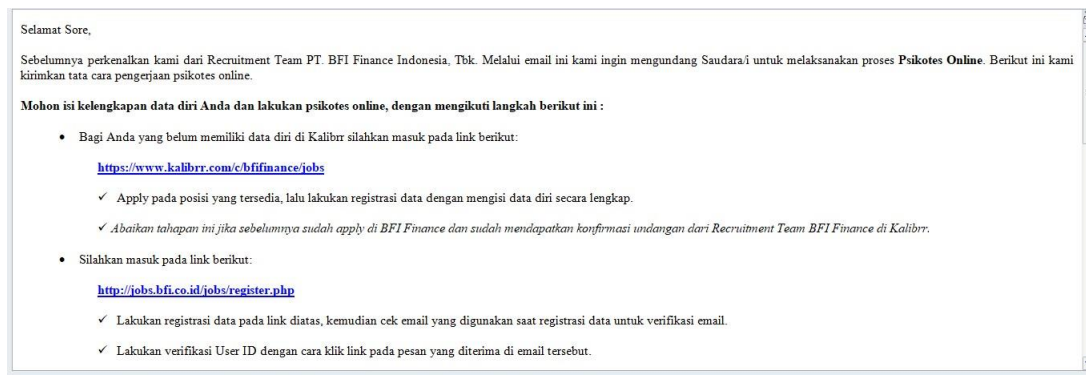 Selamat Sore,
Sebelumnya perkenalkan kami dari Recruitment Team PT. BFI Finance Indonesia, Tbk. Melalui email ini kami ingin mengundang Saudara/i untuk melaksanakan proses Psikotes Online. Berikut ini kami
kirimkan tata cara pengerjaan psikotes online.
Mohon isi kelengkapan data diri Anda dan lakukan psikotes online, dengan mengikuti langkah berikut ini :
• Bagi Anda yang belum memiliki data diri di Kalibrr silahkan masuk pada link berikut:
https://www.kalibrr.com/c/bfifinance/jobs
✓ Apply pada posisi yang tersedia, lalu lakukan registrasi data dengan mengisi data diri secara lengkap.
✓ Abaikan tahapan ini jika sebelumnya sudah apply di BFI Finance dan sudah mendapatkan konfirmasi undangan dari Recruitment Team BFI Finance di Kalibrr.
• Silahkan masuk pada link berikut:
http://jobs.bfi.co.id/jobs/register.php
✓ Lakukan registrasi data pada link diatas, kemudian cek email yang digunakan saat registrasi data untuk verifikasi email.
✓ Lakukan verifikasi User ID dengan cara klik link pada pesan yang diterima di email tersebut.